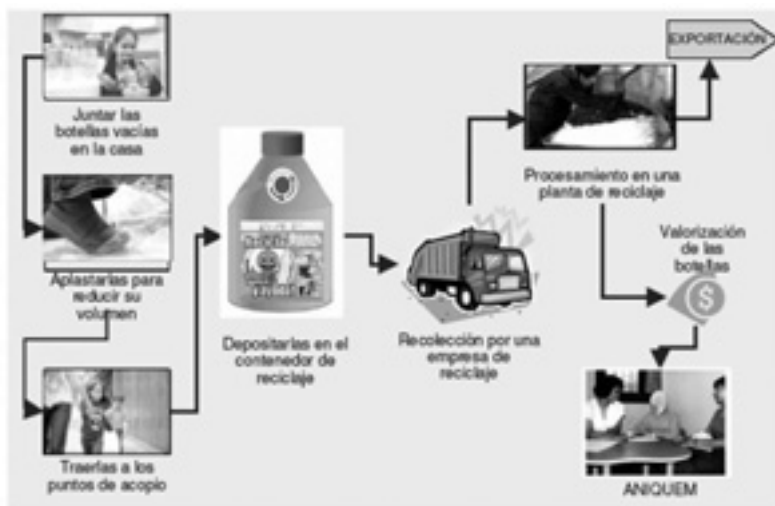 Juntar las
botellas vacías
en la casa
Aplastarlas para
reducir su
volumen
Traerlas a los
puntos de acopio
Depositarlas en el
contenedor de
reciclaje
Recolección por una
empresa de
reciclaje
Procesamiento en una
planta de reciclaje
EXPORTACIÓN
Valorización
de las
botellas
$
ANIQUEM